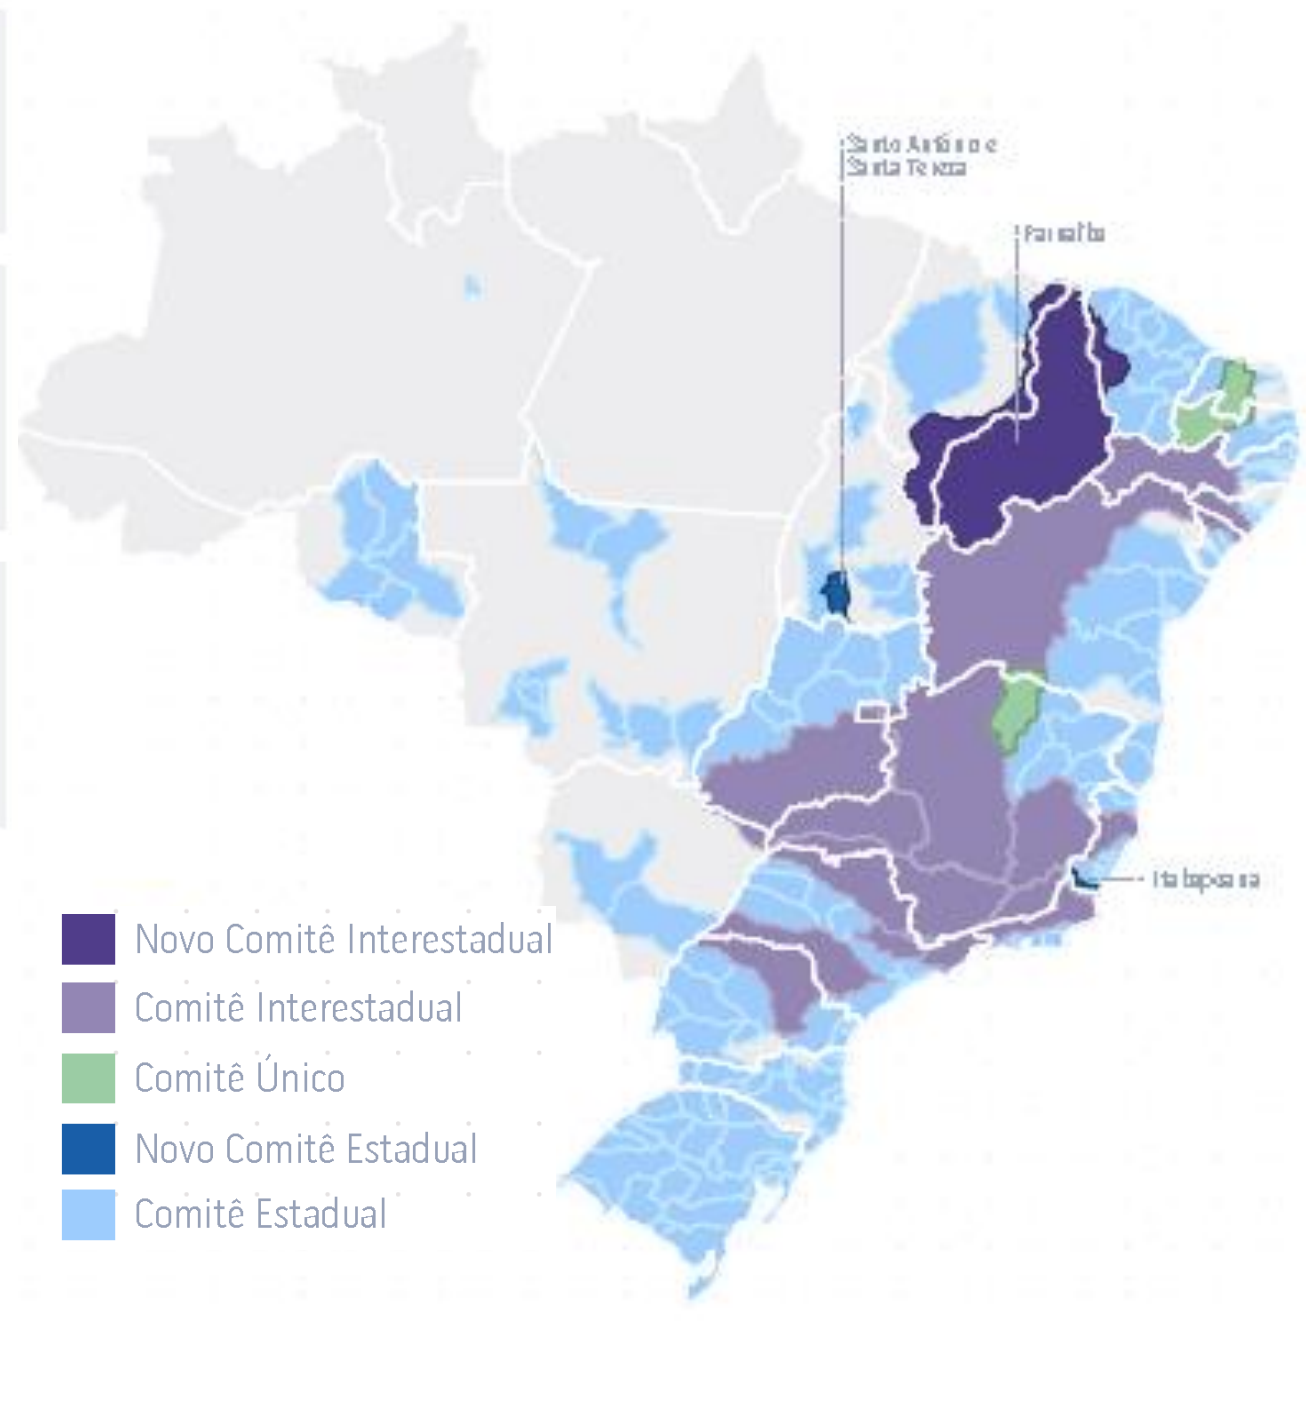 Santo Antônio e
Santa Tereza
Parnaíba
Itabapoana
Novo Comitê Interestadual
Comitê Interestadual
Comitê Único
Novo Comitê Estadual
Comitê Estadual